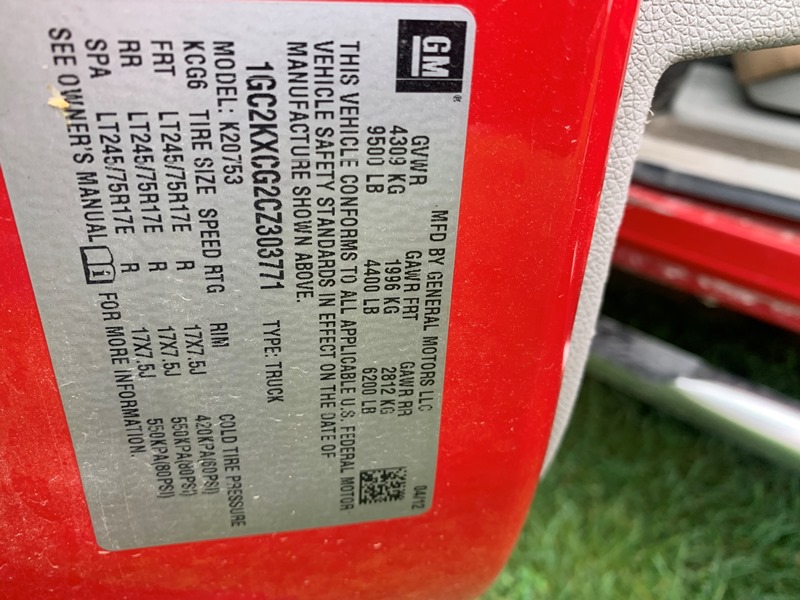 GM®
MFD BY GENERAL MOTORS LLC 04/12
GVWR GAWR FRT GAWR RR
4309 KG 1996 KG 2812 KG
9500 LB 4400 LB 6200 LB
THIS VEHICLE CONFORMS TO ALL APPLICABLE U.S. FEDERAL MOTOR
VEHICLE SAFETY STANDARDS IN EFFECT ON THE DATE OF
MANUFACTURE SHOWN ABOVE.
1GC2KXCG2CZ303771 TYPE: TRUCK
MODEL: K20753
KCG6 TIRE SIZE SPEED RTG RIM COLD TIRE PRESSURE
FRT LT245/75R17E R 17X7.5J 420KPA(60PSI)
RR LT245/75R17E R 17X7.5J 550KPA(80PSI)
SPA LT245/75R17E R 17X7.5J 550KPA(80PSI)
SEE OWNER'S MANUAL FOR MORE INFORMATION.